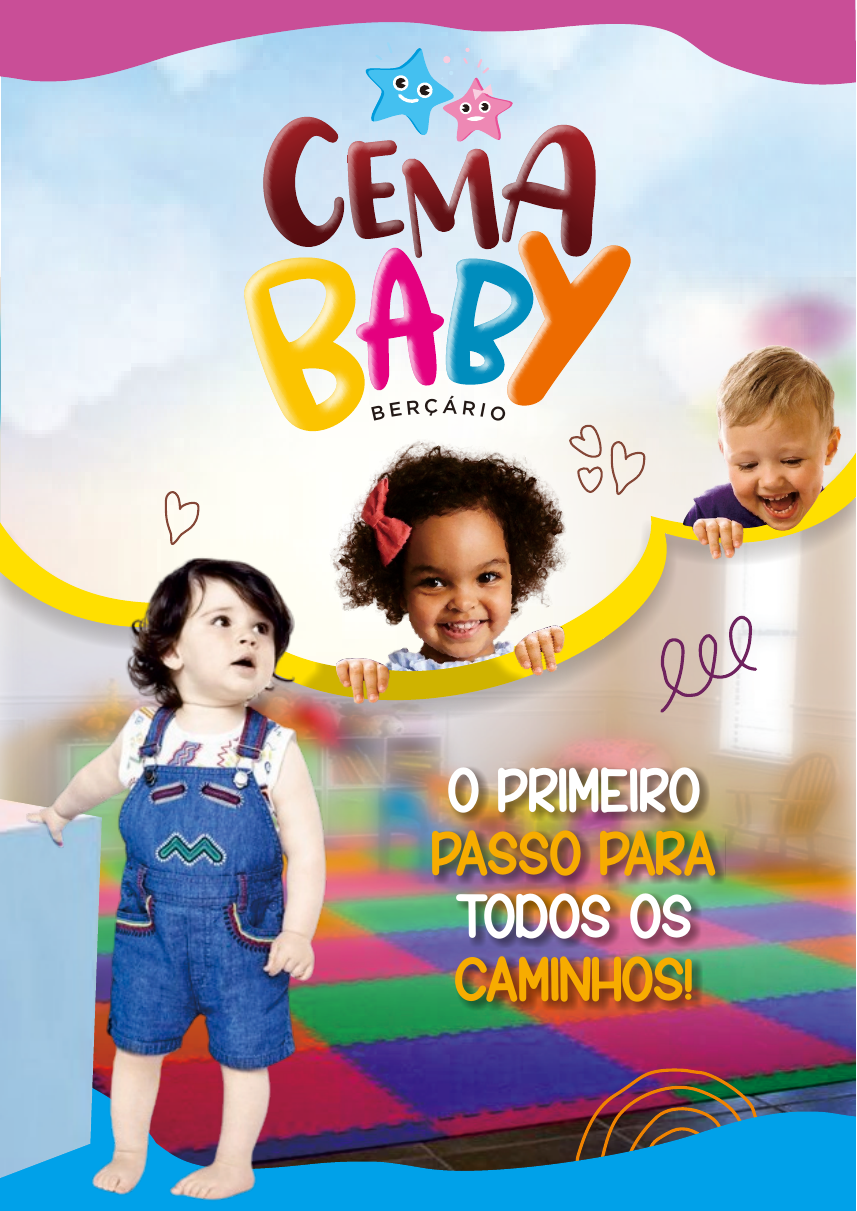 CEMA
BABY
BERÇÁRIO
O PRIMEIRO
PASSO PARA
TODOS OS
CAMINHOS!